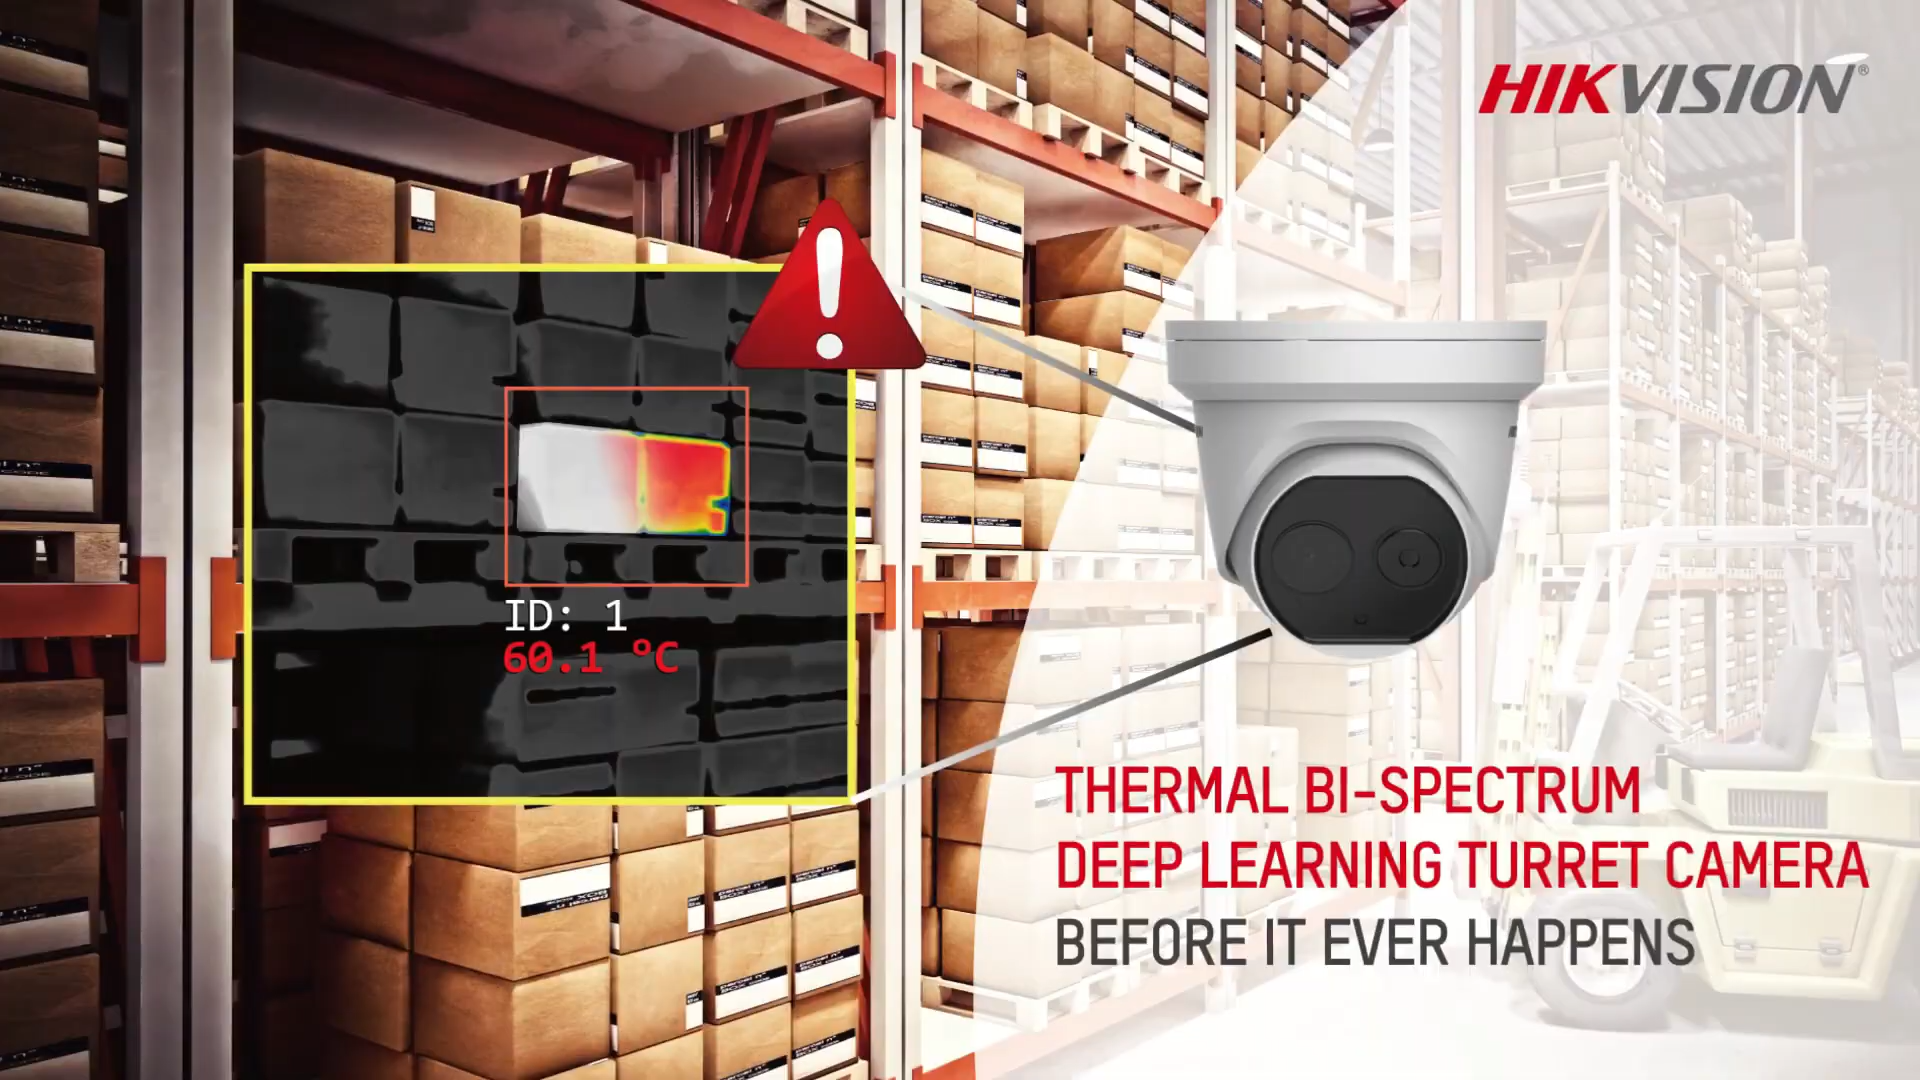 HIKVISION®
ID: 1
60.1 °C
THERMAL BI-SPECTRUM
DEEP LEARNING TURRET CAMERA
BEFORE IT EVER HAPPENS